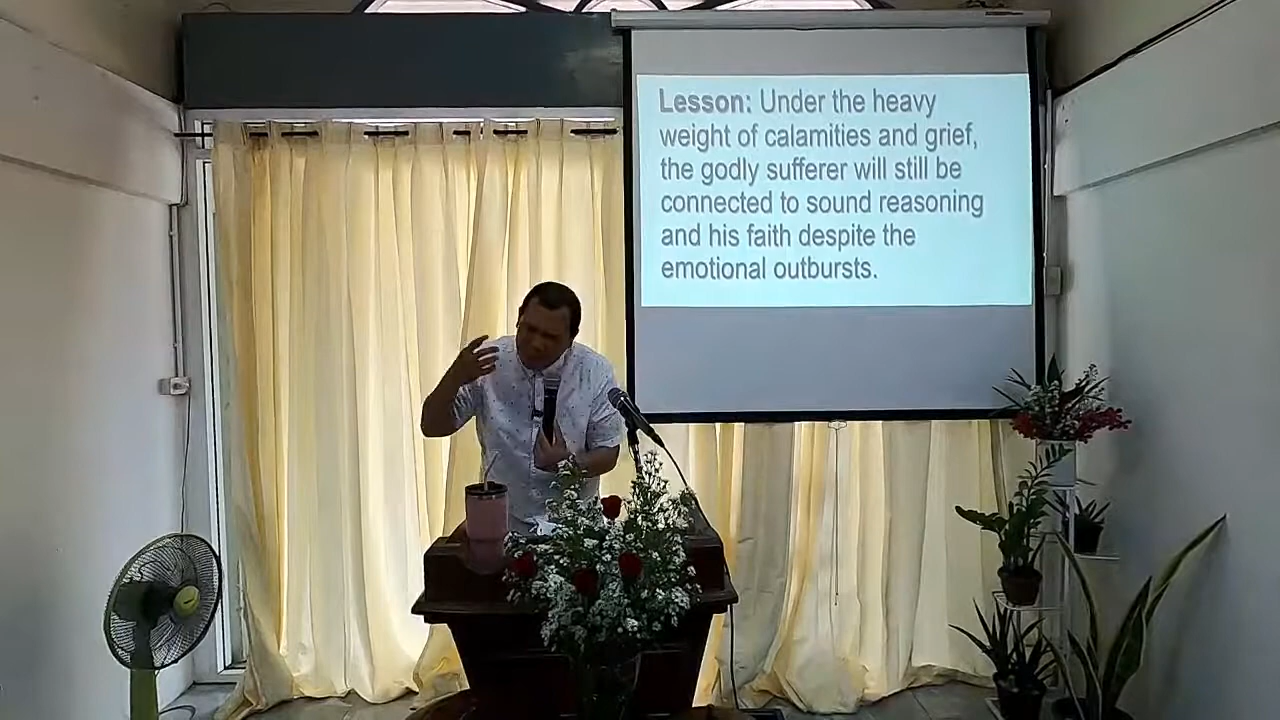 Lesson: Under the heavy
weight of calamities and grief,
the godly sufferer will still be
connected to sound reasoning
and his faith despite the
emotional outbursts.